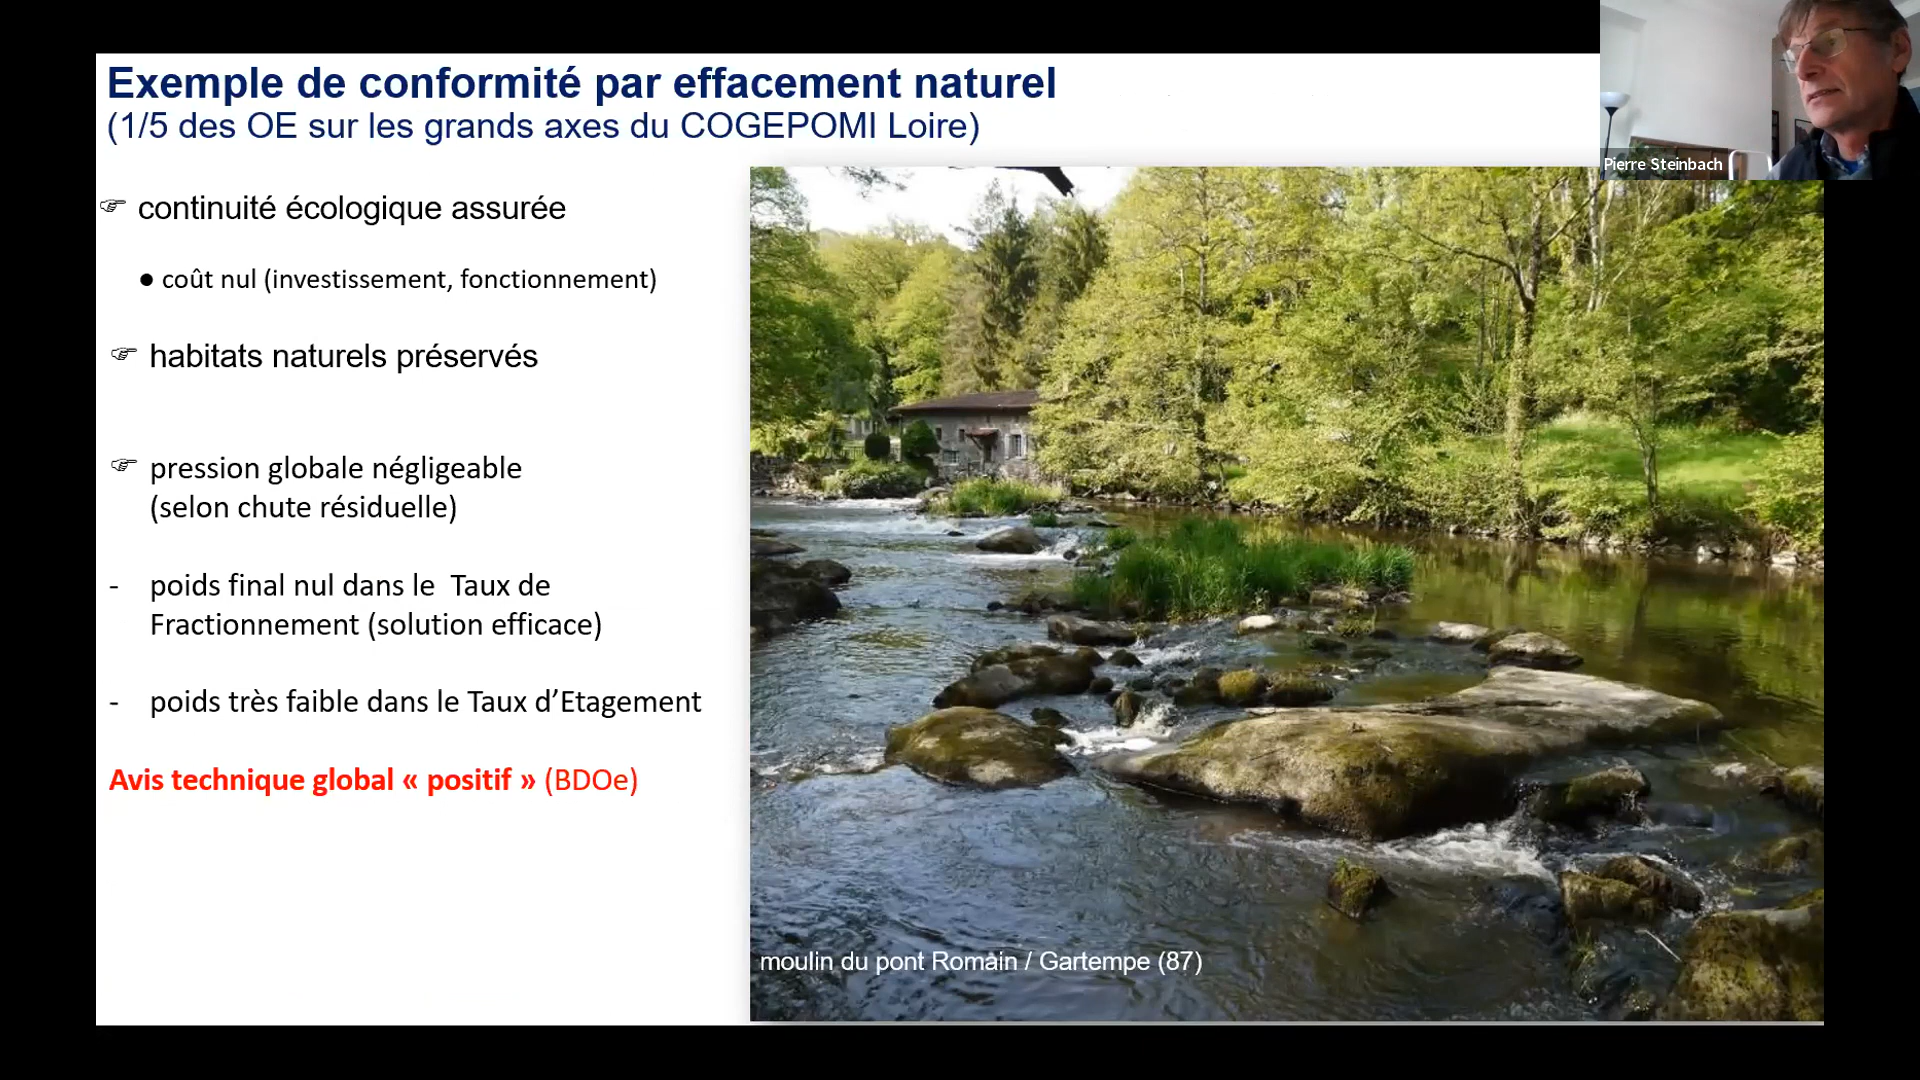 Exemple de conformité par effacement naturel
(1/5 des OE sur les grands axes du COGEPOMI Loire)
Pierre Steinbach
☞ continuité écologique assurée
● coût nul (investissement, fonctionnement)
☞ habitats naturels préservés
☞ pression globale négligeable
(selon chute résiduelle)
- poids final nul dans le Taux de
Fractionnement (solution efficace)
- poids très faible dans le Taux d’Etagement
Avis technique global « positif » (BDOe)
moulin du pont Romain / Gartempe (87)